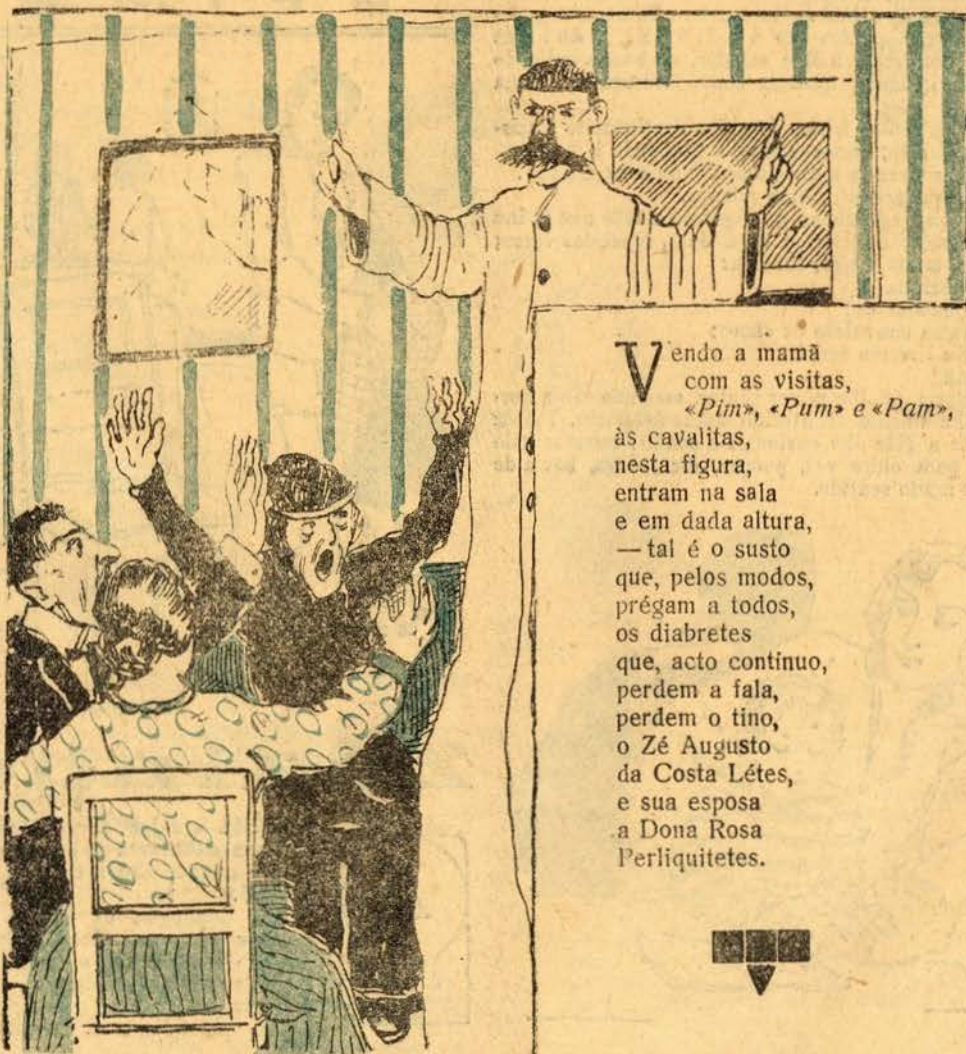 Vendo a mamã
com as visitas,
«Pim», «Pum» e «Pam»,
às cavalitas,
nesta figura,
entram na sala
e em dada altura,
— tal é o susto
que, pelos modos,
prégam a todos,
os diabretes
que, acto contínuo,
perdem a fala,
perdem o tino,
o Zé Augusto
da Costa Létes,
e sua esposa
a Dona Rosa
Perliquitetes.